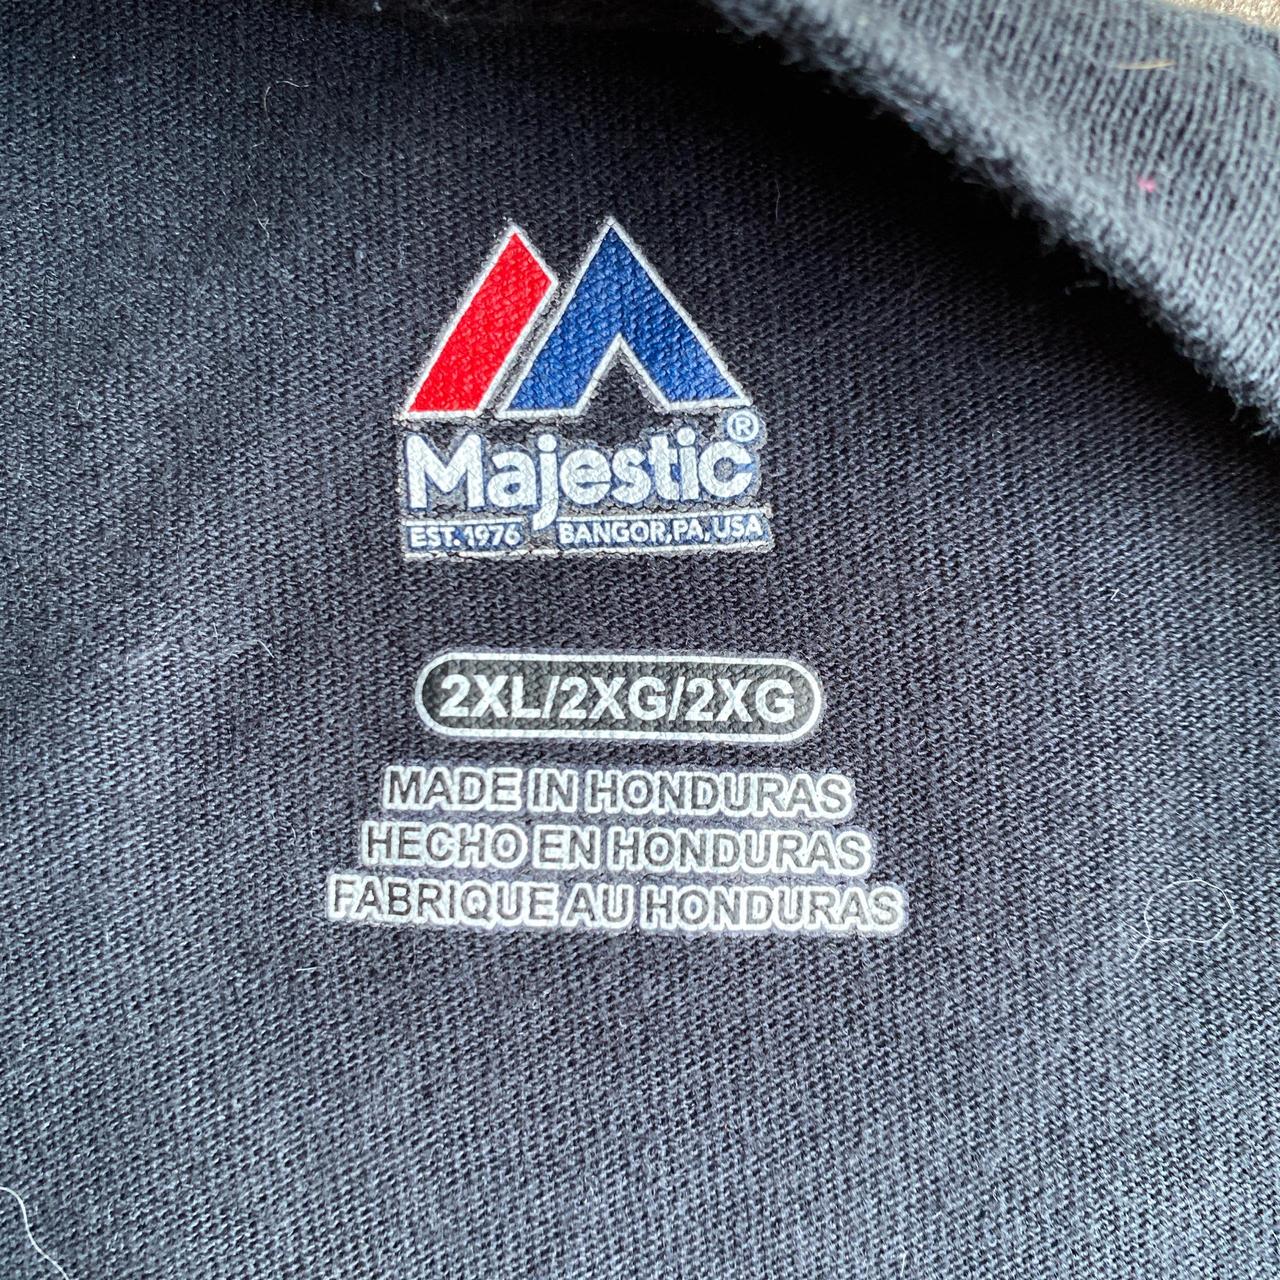 Majestic®
EST. 1976 BANGOR, PA, USA
2XL/2XG/2XG
MADE IN HONDURAS
HECHO EN HONDURAS
FABRIQUE AU HONDURAS